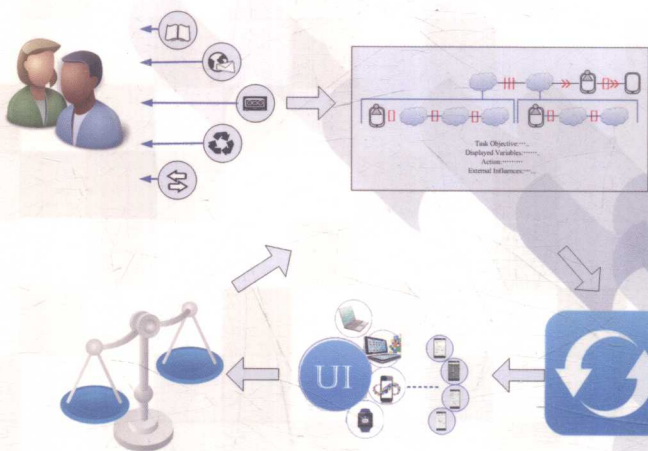 Task Objective:····..
Displayed Variables:·······.
Action:·········
External Influences:····...
UI